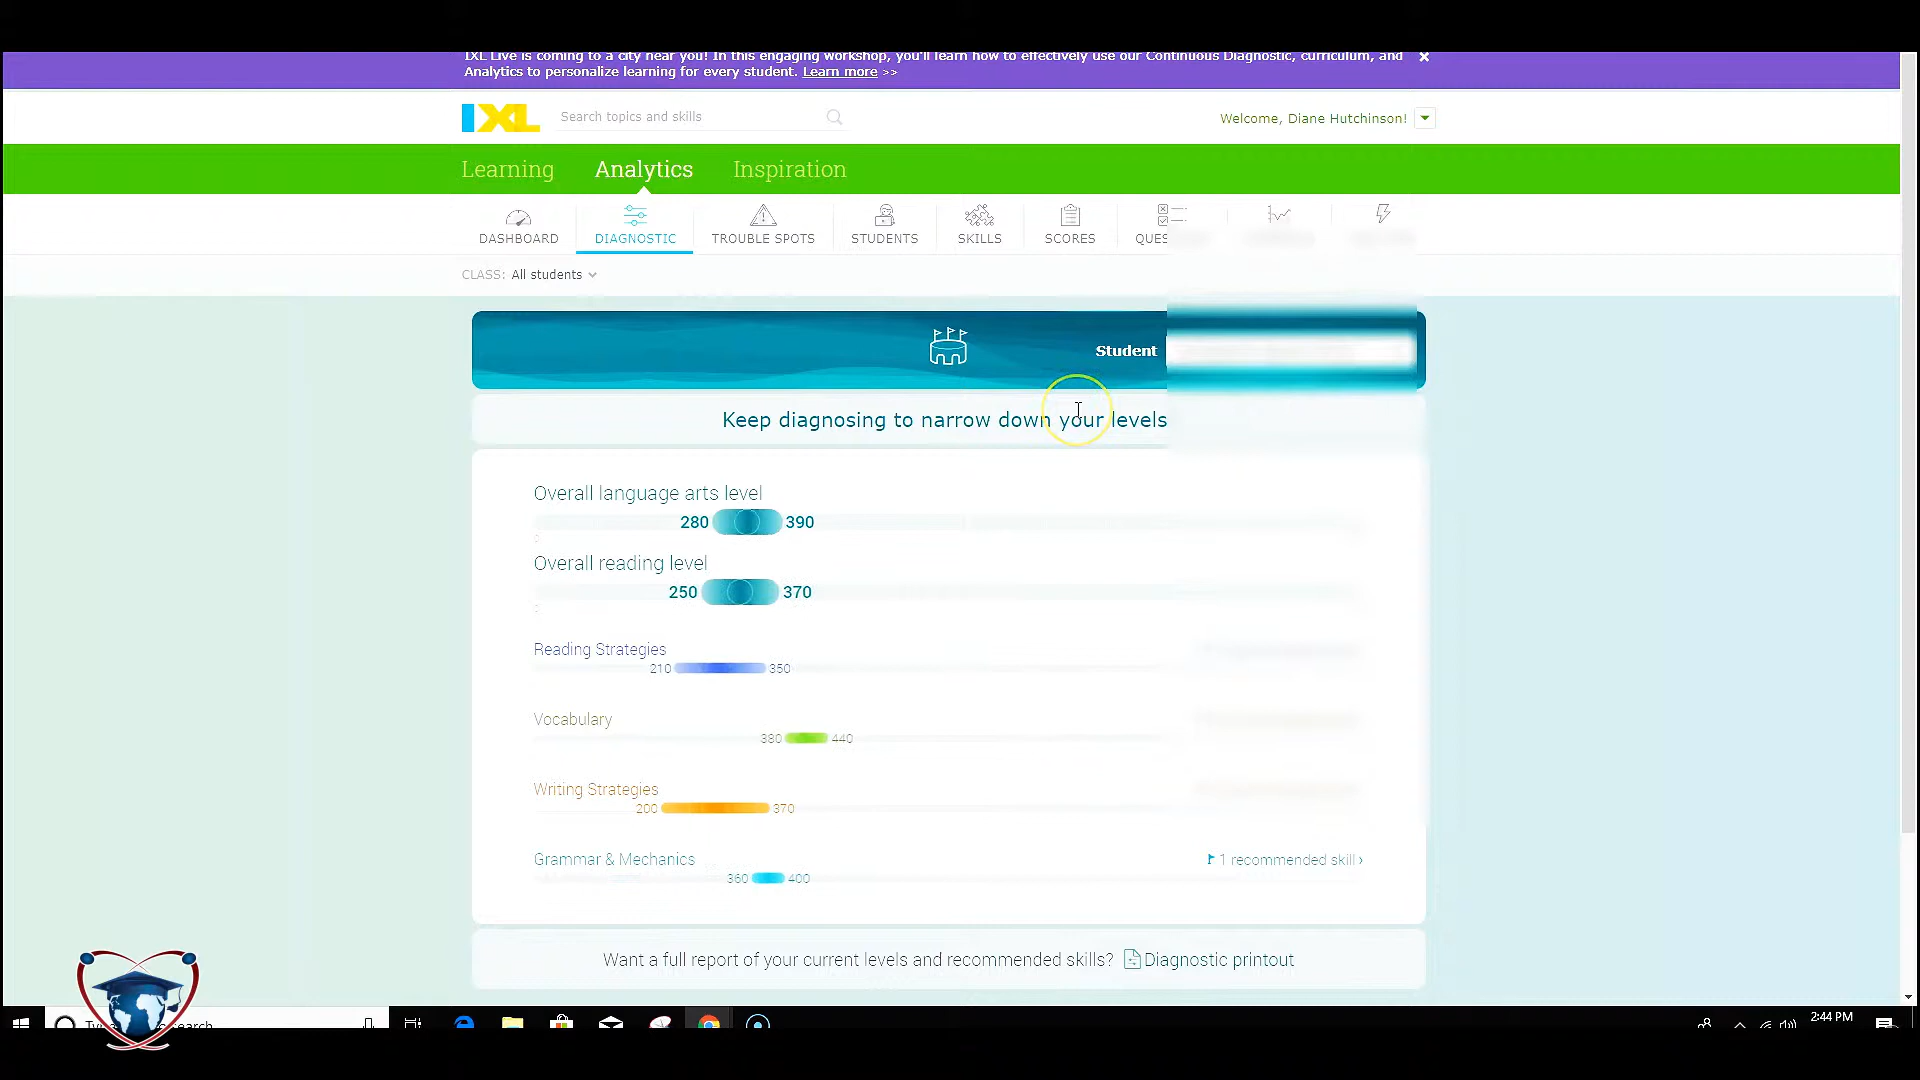 IXL Live is coming to a city near you! In this engaging workshop, you'll learn how to effectively use our Continuous Diagnostic, curriculum, and
Analytics to personalize learning for every student. Learn more >>
IXL
Search topics and skills
Welcome, Diane Hutchinson!
Learning Analytics Inspiration
DASHBOARD DIAGNOSTIC TROUBLE SPOTS STUDENTS SKILLS SCORES QUES
CLASS: All students
Student
Keep diagnosing to narrow down your levels
Overall language arts level
280 390
Overall reading level
250 370
Reading Strategies
210 350
Vocabulary
380 440
Writing Strategies
200 370
Grammar & Mechanics
1 recommended skill ›
360 400
Want a full report of your current levels and recommended skills? Diagnostic printout
2:44 PM